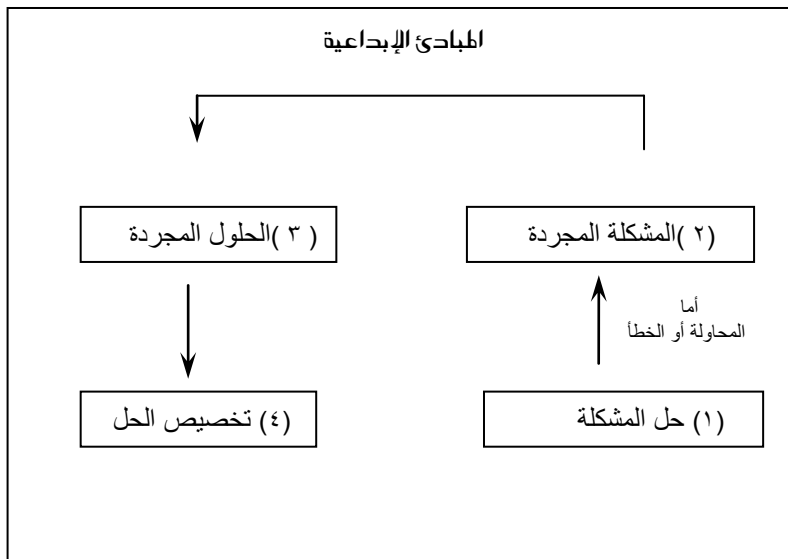 المبادئ الإبداعية
(٢ )المشكلة المجردة
( ٣ )الحلول المجردة
أما
المحاولة أو الخطأ
(١) حل المشكلة
(٤) تخصيص الحل